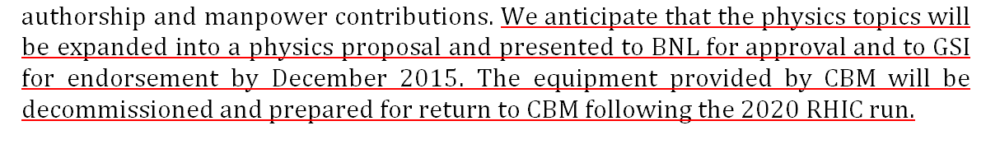 authorship and manpower contributions. We anticipate that the physics topics will
be expanded into a physics proposal and presented to BNL for approval and to GSI
for endorsement by December 2015. The equipment provided by CBM will be
decommissioned and prepared for return to CBM following the 2020 RHIC run.